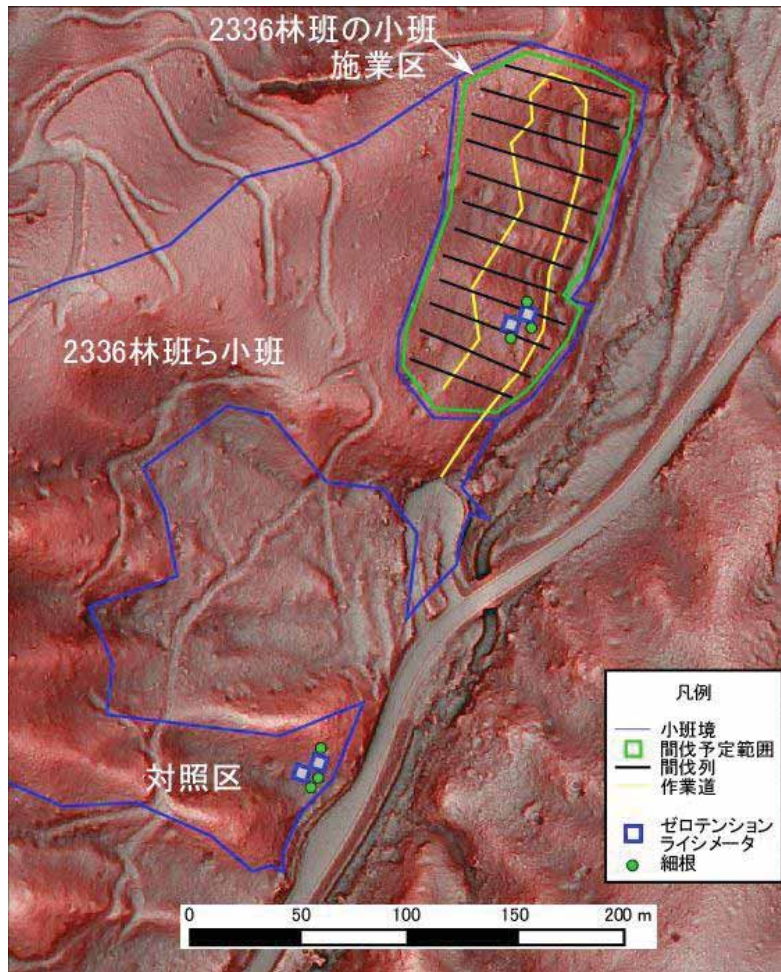 2336林班の小班
施業区
2336林班ら小班
対照区
凡例
小班境
間伐予定範囲
間伐列
作業道
ゼロテンション
ライシメータ
細根
0 50 100 150 200 m